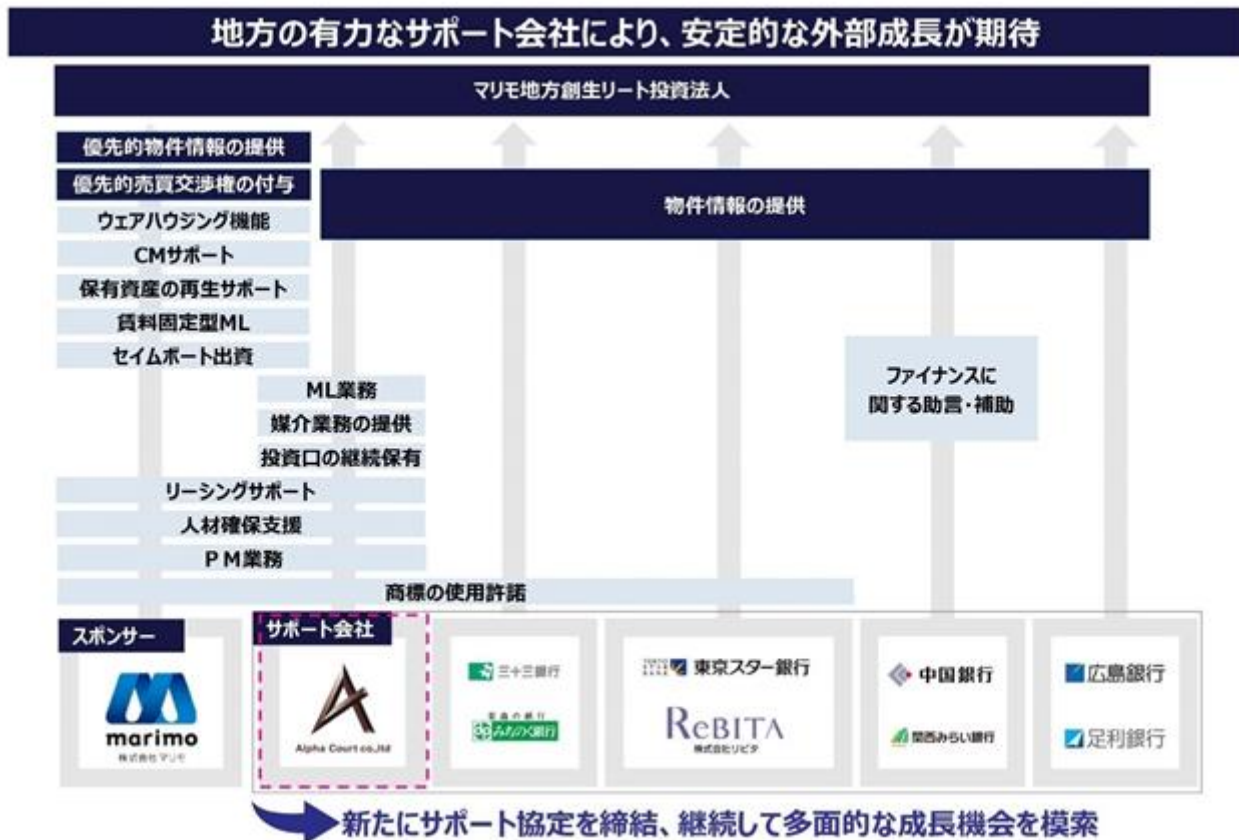 地方の有力なサポート会社により、安定的な外部成長が期待
マリモ地方創生リート投資法人
優先的物件情報の提供
優先的売買交渉権の付与
ウェアハウジング機能
CMサポート
保有資産の再生サポート
賃料固定型ML
セイムボート出資
物件情報の提供
ML業務
媒介業務の提供
投資口の継続保有
ファイナンスに
関する助言・補助
リーシングサポート
人材確保支援
ＰＭ業務
商標の使用許諾
スポンサー
marimo
株式会社マリモ
サポート会社
Alpha Court co.,ltd
三十三銀行
みちのく銀行
東京スター銀行
ReBITA
株式会社リビタ
中国銀行
関西みらい銀行
広島銀行
足利銀行
新たにサポート協定を締結、継続して多面的な成長機会を模索